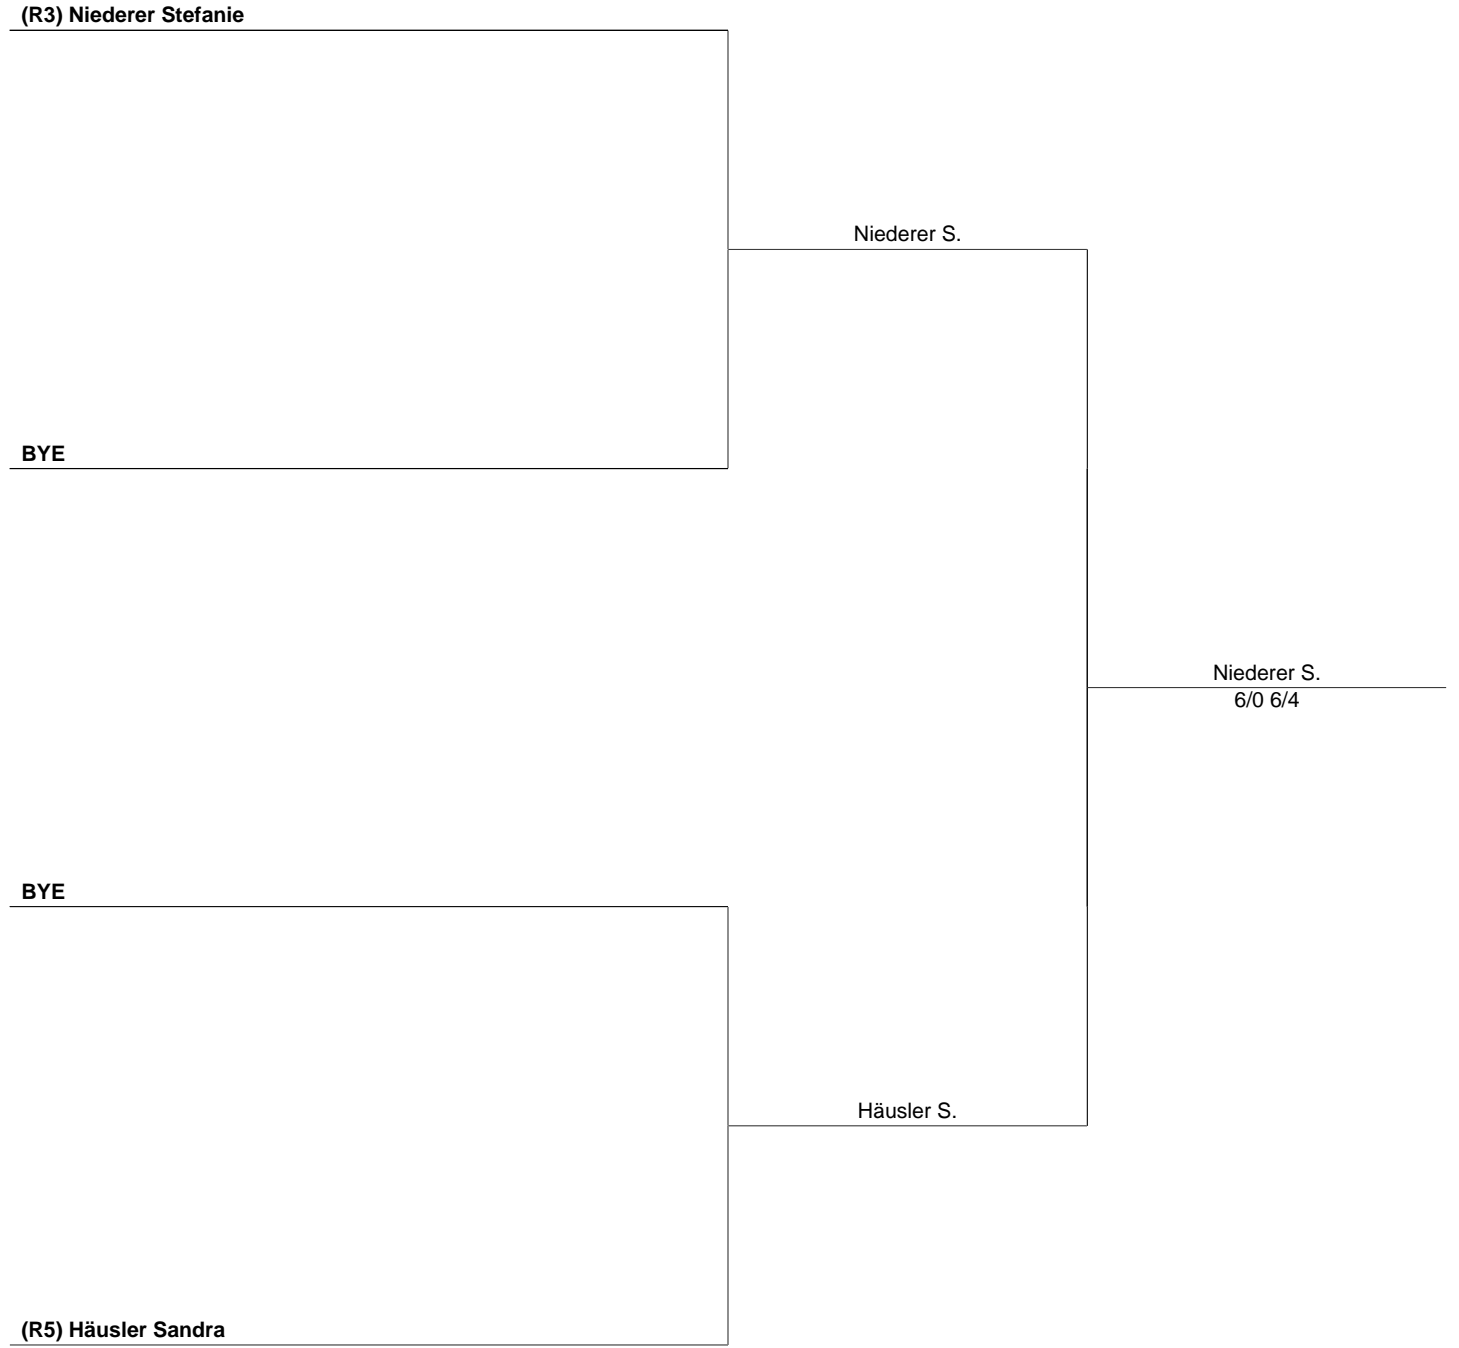 (R3) Niederer Stefanie
Niederer S.
BYE
Niederer S.
6/0 6/4
BYE
Häusler S.
(R5) Häusler Sandra